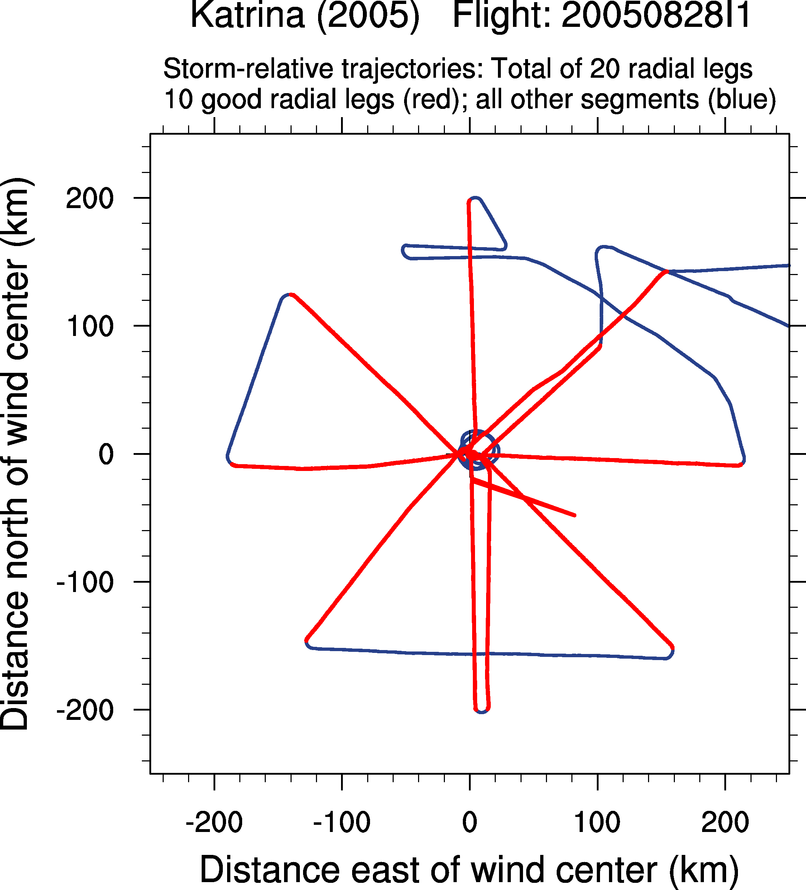 Katrina (2005) Flight: 20050828I1
Storm-relative trajectories: Total of 20 radial legs
10 good radial legs (red); all other segments (blue)
Distance north of wind center (km)
200
100
0
-100
-200
-200 -100 0 100 200
Distance east of wind center (km)